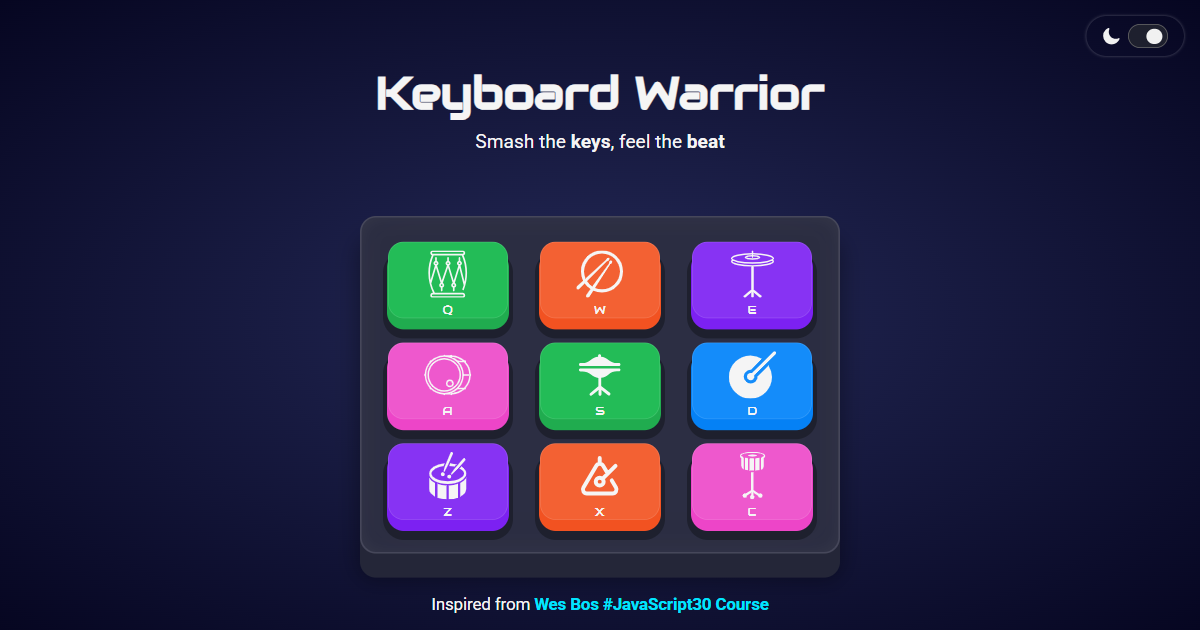 Keyboard Warrior
Smash the keys, feel the beat
Q
W
E
A
S
D
Z
X
C
Inspired from Wes Bos #JavaScript30 Course